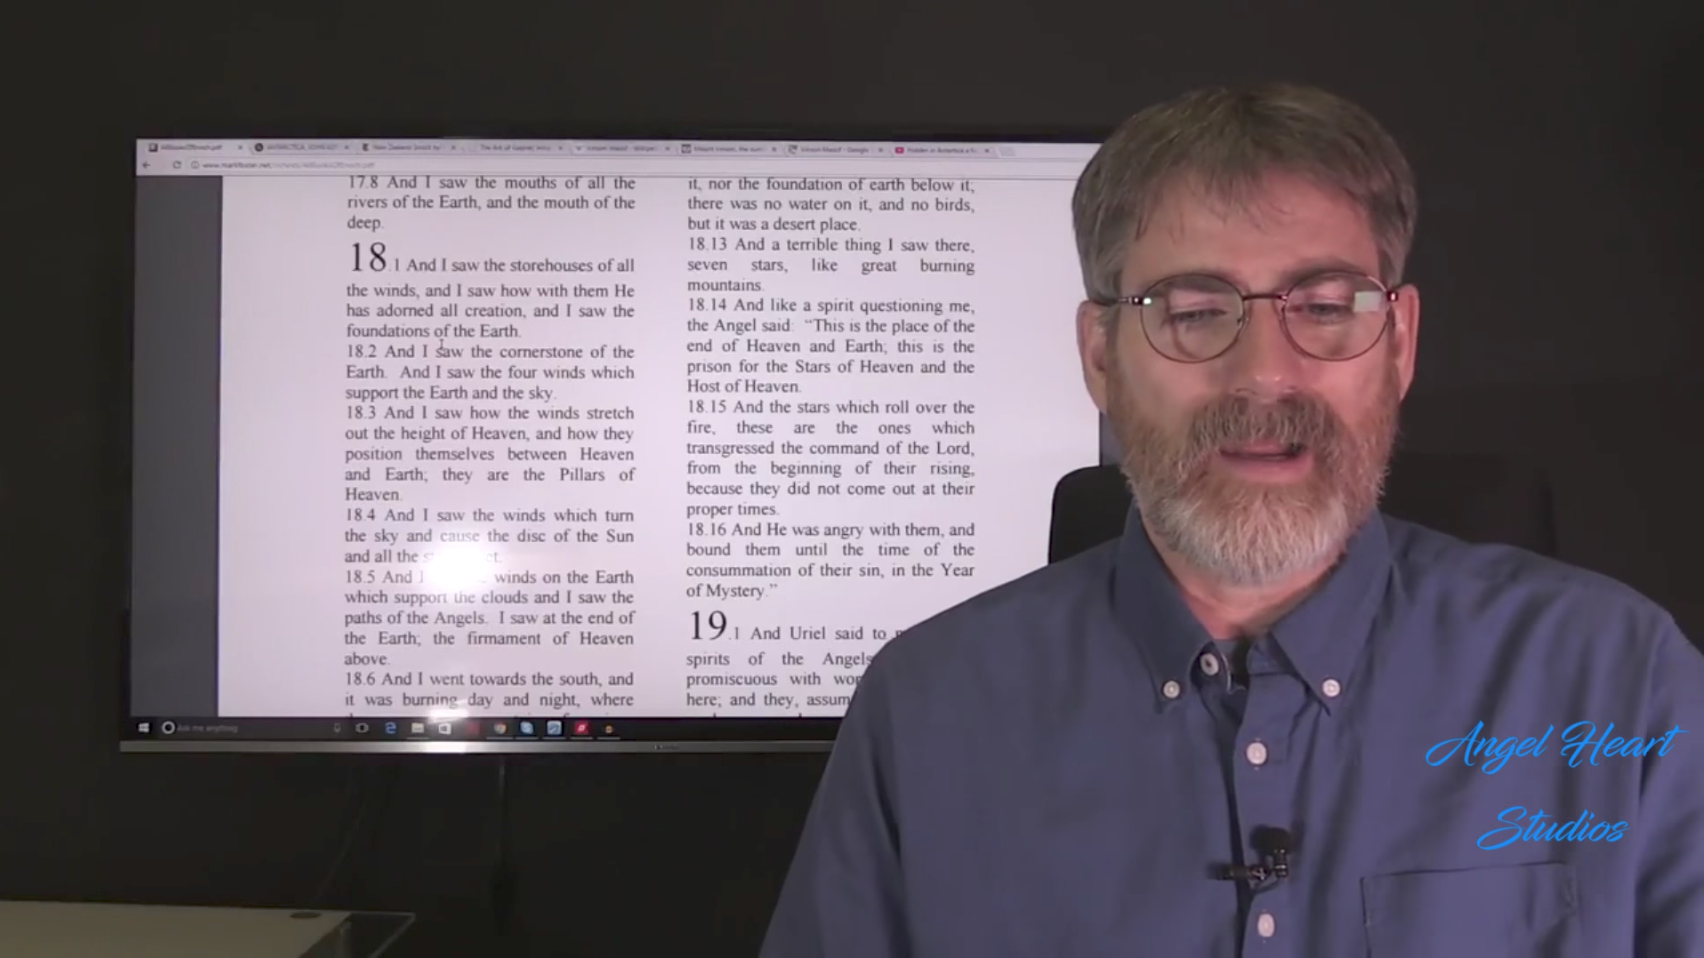 www.markfoster.net
17.8 And I saw the mouths of all the
rivers of the Earth, and the mouth of the
deep.
18.1 And I saw the storehouses of all
the winds, and I saw how with them He
has adorned all creation, and I saw the
foundations of the Earth.
18.2 And I saw the cornerstone of the
Earth. And I saw the four winds which
support the Earth and the sky.
18.3 And I saw how the winds stretch
out the height of Heaven, and how they
position themselves between Heaven
and Earth; they are the Pillars of
Heaven.
18.4 And I saw the winds which turn
the sky and cause the disc of the Sun
and all the
18.5 And I winds on the Earth
which support the clouds and I saw the
paths of the Angels. I saw at the end of
the Earth; the firmament of Heaven
above.
18.6 And I went towards the south, and
it was burning day and night, where
it, nor the foundation of earth below it;
there was no water on it, and no birds,
but it was a desert place.
18.13 And a terrible thing I saw there,
seven stars, like great burning
mountains.
18.14 And like a spirit questioning me,
the Angel said: “This is the place of the
end of Heaven and Earth; this is the
prison for the Stars of Heaven and the
Host of Heaven.
18.15 And the stars which roll over the
fire, these are the ones which
transgressed the command of the Lord,
from the beginning of their rising,
because they did not come out at their
proper times.
18.16 And He was angry with them, and
bound them until the time of the
consummation of their sin, in the Year
of Mystery.”
19.1 And Uriel said to
spirits of the Angels
promiscuous with
here; and they,
Ask me anything
Angel Heart
Studios